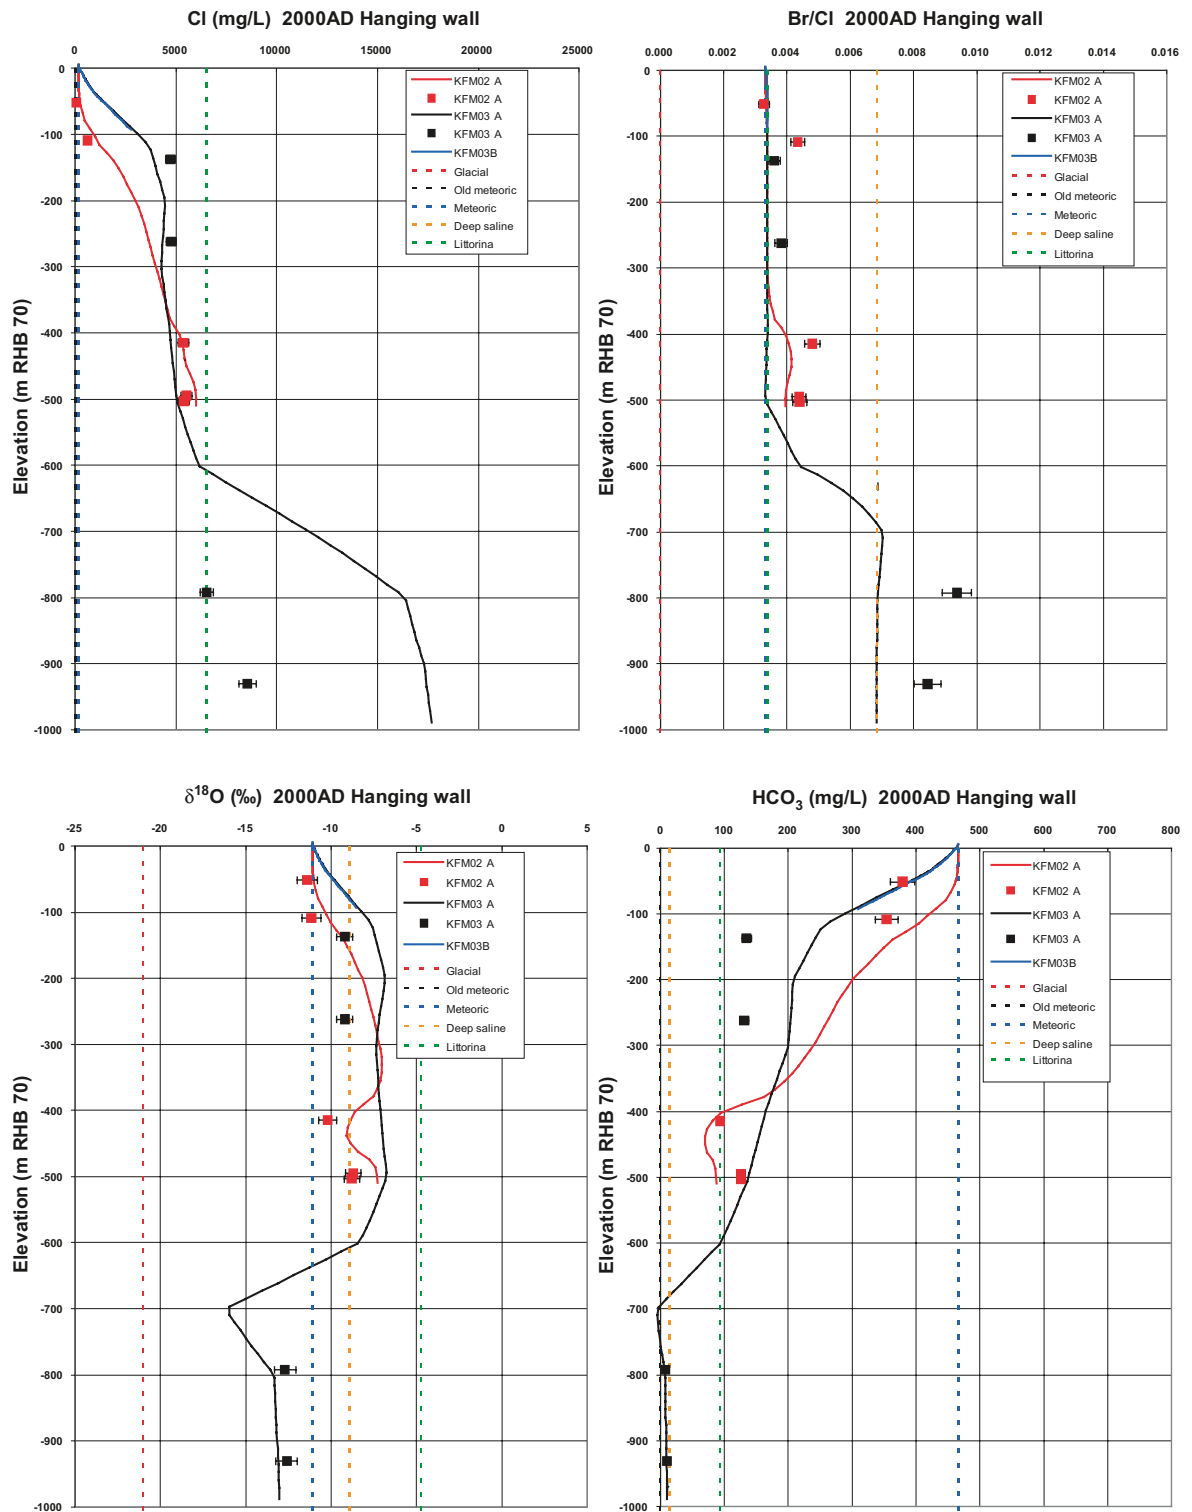 Cl (mg/L)  2000AD Hanging wall
0 5000 10000 15000 20000 25000
0
-100
-200
-300
-400
-500
-600
-700
-800
-900
-1000
Elevation (m RHB 70)
KFM02 A
KFM02 A
KFM03 A
KFM03 A
KFM03B
Glacial
Old meteoric
Meteoric
Deep saline
Littorina
Br/Cl  2000AD Hanging wall
0.000 0.002 0.004 0.006 0.008 0.010 0.012 0.014 0.016
0
-100
-200
-300
-400
-500
-600
-700
-800
-900
-1000
Elevation (m RHB 70)
KFM02 A
KFM02 A
KFM03 A
KFM03 A
KFM03B
Glacial
Old meteoric
Meteoric
Deep saline
Littorina
δ¹⁸O (‰)  2000AD Hanging wall
-25 -20 -15 -10 -5 0 5
0
-100
-200
-300
-400
-500
-600
-700
-800
-900
-1000
Elevation (m RHB 70)
KFM02 A
KFM02 A
KFM03 A
KFM03 A
KFM03B
Glacial
Old meteoric
Meteoric
Deep saline
Littorina
HCO₃ (mg/L)  2000AD Hanging wall
0 100 200 300 400 500 600 700 800
0
-100
-200
-300
-400
-500
-600
-700
-800
-900
-1000
Elevation (m RHB 70)
KFM02 A
KFM02 A
KFM03 A
KFM03 A
KFM03B
Glacial
Old meteoric
Meteoric
Deep saline
Littorina